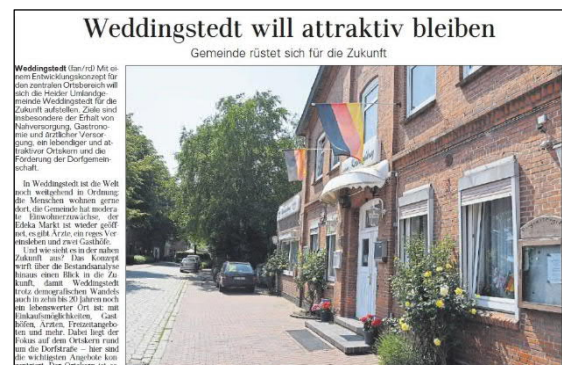 Weddingstedt will attraktiv bleiben
Gemeinde rüstet sich für die Zukunft
Weddingstedt (fan/rd) Mit ei-
nem Entwicklungskonzept für
den zentralen Ortsbereich will
sich die Heider Umlandge-
meinde Weddingstedt für die
Zukunft aufstellen. Ziele sind
insbesondere der Erhalt von
Nahversorgung, Gastrono-
mie und ärztlicher Versor-
gung, ein lebendiger und at-
traktiver Ortskern und die
Förderung der Dorfgemein-
schaft.
In Weddingstedt ist die Welt
noch weitgehend in Ordnung:
die Menschen wohnen gerne
dort, die Gemeinde hat modera-
te Einwohnerzuwächse, der
Edeka Markt ist wieder geöff-
net, es gibt Ärzte, ein reges Ver-
einsleben und zwei Gasthöfe.
Und wie sieht es in der nahen
Zukunft aus? Das Konzept
wirft über die Bestandsanalyse
hinaus einen Blick in die Zu-
kunft, damit Weddingstedt
trotz demografischen Wandels
auch in zehn bis 20 Jahren noch
ein lebenswerter Ort ist: mit
Einkaufsmöglichkeiten, Gast-
höfen, Ärzten, Freizeitangebo-
ten und mehr. Dabei liegt der
Fokus auf dem Ortskern rund
um die Dorfstraße – hier sind
die wichtigsten Angebote kon-